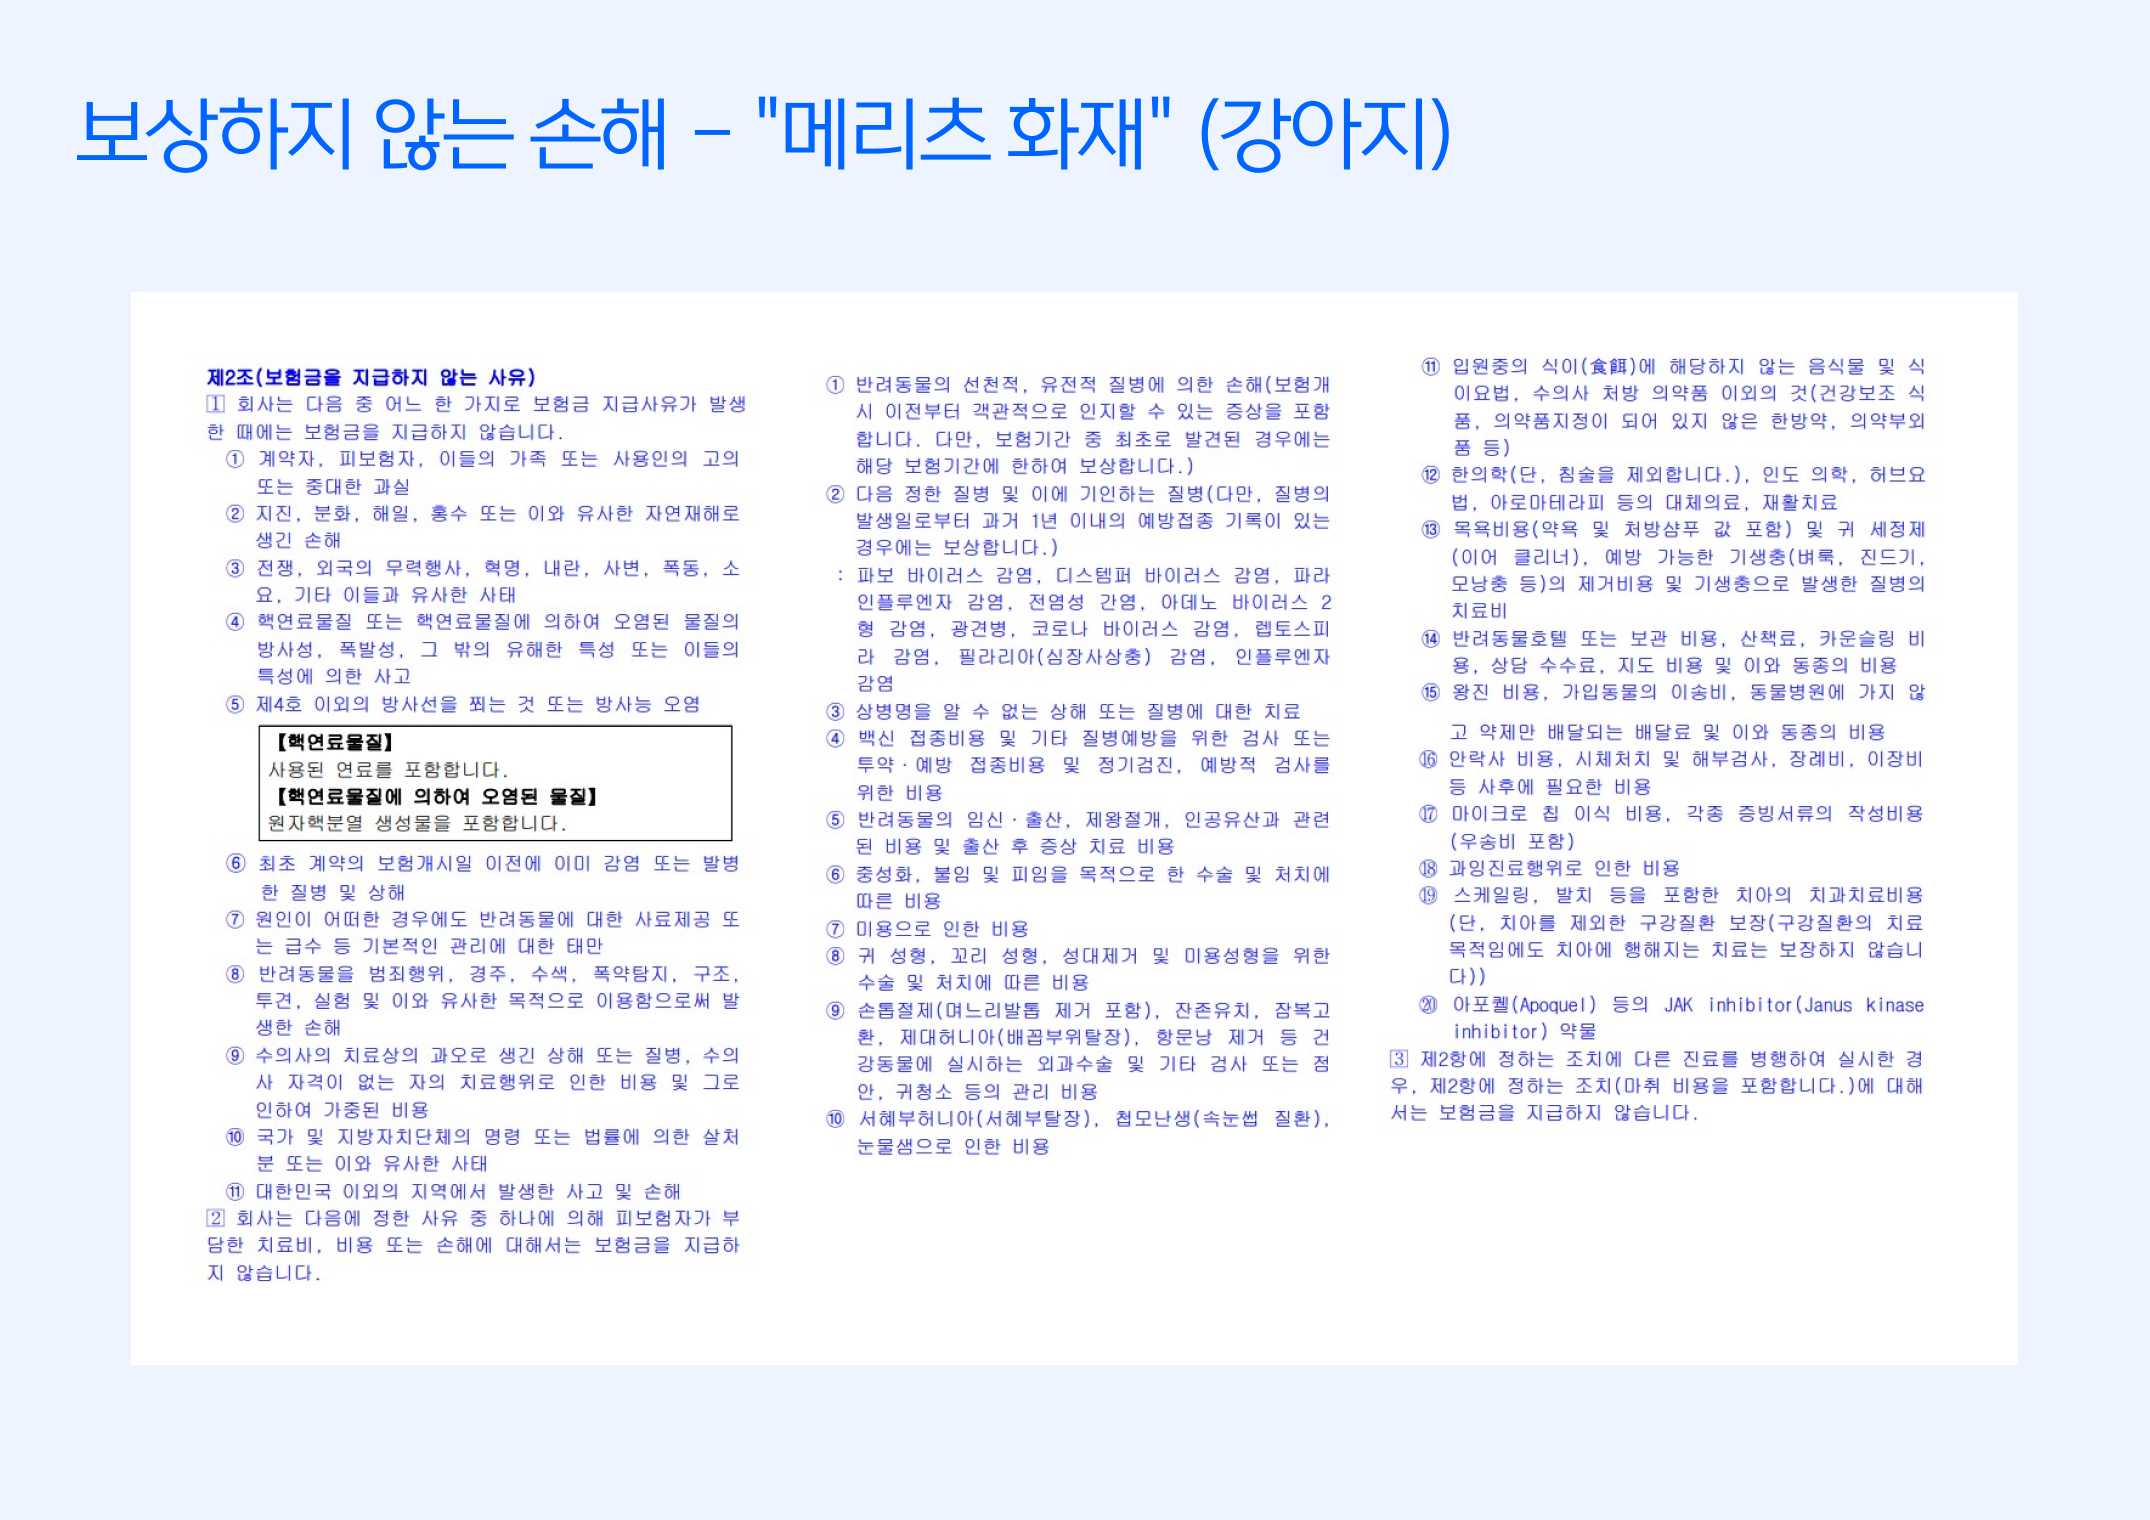 보상하지 않는 손해 - "메리츠 화재" (강아지)
제2조(보험금을 지급하지 않는 사유)
1 회사는 다음 중 어느 한 가지로 보험금 지급사유가 발생
한 때에는 보험금을 지급하지 않습니다.
① 계약자, 피보험자, 이들의 가족 또는 사용인의 고의
또는 중대한 과실
② 지진, 분화, 해일, 홍수 또는 이와 유사한 자연재해로
생긴 손해
③ 전쟁, 외국의 무력행사, 혁명, 내란, 사변, 폭동, 소
요, 기타 이들과 유사한 사태
④ 핵연료물질 또는 핵연료물질에 의하여 오염된 물질의
방사성, 폭발성, 그 밖의 유해한 특성 또는 이들의
특성에 의한 사고
⑤ 제4호 이외의 방사선을 쬐는 것 또는 방사능 오염
【핵연료물질】
사용된 연료를 포함합니다.
【핵연료물질에 의하여 오염된 물질】
원자핵분열 생성물을 포함합니다.
⑥ 최초 계약의 보험개시일 이전에 이미 감염 또는 발병
한 질병 및 상해
⑦ 원인이 어떠한 경우에도 반려동물에 대한 사료제공 또
는 급수 등 기본적인 관리에 대한 태만
⑧ 반려동물을 범죄행위, 경주, 수색, 폭약탐지, 구조,
투견, 실험 및 이와 유사한 목적으로 이용함으로써 발
생한 손해
⑨ 수의사의 치료상의 과오로 생긴 상해 또는 질병, 수의
사 자격이 없는 자의 치료행위로 인한 비용 및 그로
인하여 가중된 비용
⑩ 국가 및 지방자치단체의 명령 또는 법률에 의한 살처
분 또는 이와 유사한 사태
⑪ 대한민국 이외의 지역에서 발생한 사고 및 손해
2 회사는 다음에 정한 사유 중 하나에 의해 피보험자가 부
담한 치료비, 비용 또는 손해에 대해서는 보험금을 지급하
지 않습니다.
① 반려동물의 선천적, 유전적 질병에 의한 손해(보험개
시 이전부터 객관적으로 인지할 수 있는 증상을 포함
합니다. 다만, 보험기간 중 최초로 발견된 경우에는
해당 보험기간에 한하여 보상합니다.)
② 다음 정한 질병 및 이에 기인하는 질병(다만, 질병의
발생일로부터 과거 1년 이내의 예방접종 기록이 있는
경우에는 보상합니다.)
: 파보 바이러스 감염, 디스템퍼 바이러스 감염, 파라
인플루엔자 감염, 전염성 간염, 아데노 바이러스 2
형 감염, 광견병, 코로나 바이러스 감염, 렙토스피
라 감염, 필라리아(심장사상충) 감염, 인플루엔자
감염
③ 상병명을 알 수 없는 상해 또는 질병에 대한 치료
④ 백신 접종비용 및 기타 질병예방을 위한 검사 또는
투약·예방 접종비용 및 정기검진, 예방적 검사를
위한 비용
⑤ 반려동물의 임신·출산, 제왕절개, 인공유산과 관련
된 비용 및 출산 후 증상 치료 비용
⑥ 중성화, 불임 및 피임을 목적으로 한 수술 및 처치에
따른 비용
⑦ 미용으로 인한 비용
⑧ 귀 성형, 꼬리 성형, 성대제거 및 미용성형을 위한
수술 및 처치에 따른 비용
⑨ 손톱절제(며느리발톱 제거 포함), 잔존유치, 잠복고
환, 제대허니아(배꼽부위탈장), 항문낭 제거 등 건
강동물에 실시하는 외과수술 및 기타 검사 또는 점
안, 귀청소 등의 관리 비용
⑩ 서혜부허니아(서혜부탈장), 첩모난생(속눈썹 질환),
눈물샘으로 인한 비용
⑪ 입원중의 식이(食餌)에 해당하지 않는 음식물 및 식
이요법, 수의사 처방 의약품 이외의 것(건강보조 식
품, 의약품지정이 되어 있지 않은 한방약, 의약부외
품 등)
⑫ 한의학(단, 침술을 제외합니다.), 인도 의학, 허브요
법, 아로마테라피 등의 대체의료, 재활치료
⑬ 목욕비용(약욕 및 처방샴푸 값 포함) 및 귀 세정제
(이어 클리너), 예방 가능한 기생충(벼룩, 진드기,
모낭충 등)의 제거비용 및 기생충으로 발생한 질병의
치료비
⑭ 반려동물호텔 또는 보관 비용, 산책료, 카운슬링 비
용, 상담 수수료, 지도 비용 및 이와 동종의 비용
⑮ 왕진 비용, 가입동물의 이송비, 동물병원에 가지 않
고 약제만 배달되는 배달료 및 이와 동종의 비용
⑯ 안락사 비용, 시체처치 및 해부검사, 장례비, 이장비
등 사후에 필요한 비용
⑰ 마이크로 칩 이식 비용, 각종 증빙서류의 작성비용
(우송비 포함)
⑱ 과잉진료행위로 인한 비용
⑲ 스케일링, 발치 등을 포함한 치아의 치과치료비용
(단, 치아를 제외한 구강질환 보장(구강질환의 치료
목적임에도 치아에 행해지는 치료는 보장하지 않습니
다))
⑳ 아포퀠(Apoquel) 등의 JAK inhibitor(Janus kinase
inhibitor) 약물
3 제2항에 정하는 조치에 다른 진료를 병행하여 실시한 경
우, 제2항에 정하는 조치(마취 비용을 포함합니다.)에 대해
서는 보험금을 지급하지 않습니다.